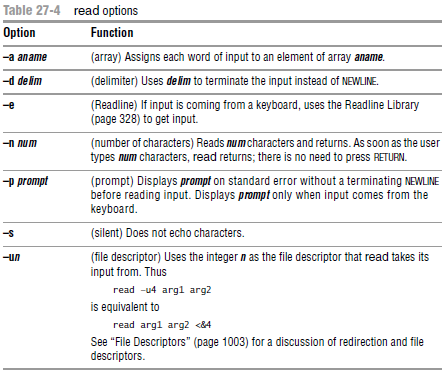 Table 27-4 read options
Option Function
–a aname (array) Assigns each word of input to an element of array aname.
–d delim (delimiter) Uses delim to terminate the input instead of NEWLINE.
–e (Readline) If input is coming from a keyboard, uses the Readline Library
(page 328) to get input.
–n num (number of characters) Reads num characters and returns. As soon as the user
types num characters, read returns; there is no need to press RETURN.
–p prompt (prompt) Displays prompt on standard error without a terminating NEWLINE
before reading input. Displays prompt only when input comes from the
keyboard.
–s (silent) Does not echo characters.
–un (file descriptor) Uses the integer n as the file descriptor that read takes its
input from. Thus
read –u4 arg1 arg2
is equivalent to
read arg1 arg2 <&4
See “File Descriptors” (page 1003) for a discussion of redirection and file
descriptors.